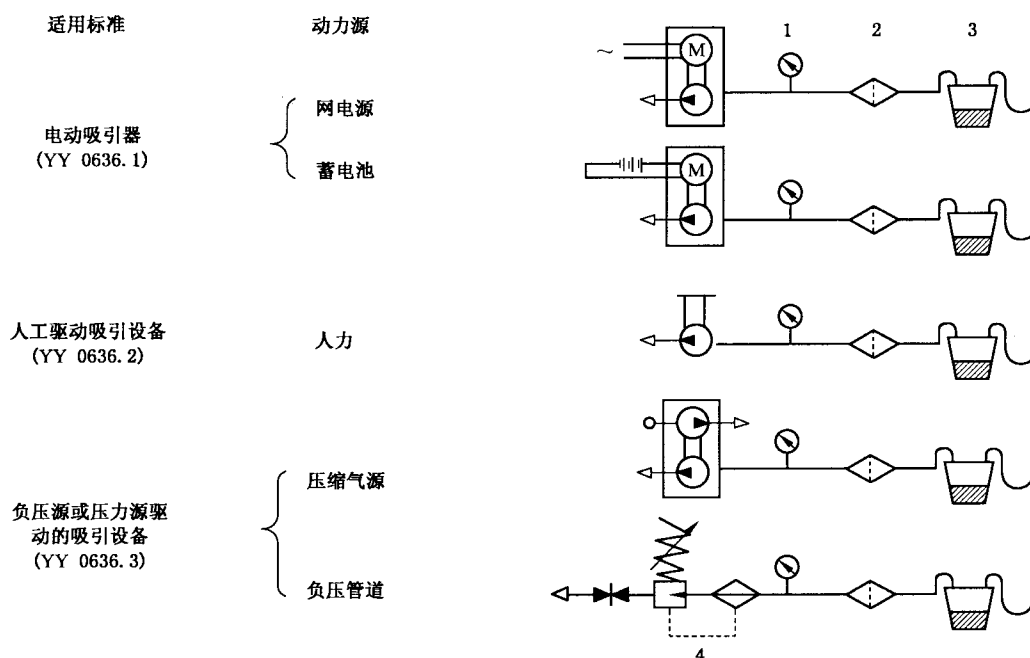 适用标准
动力源
1
2
3
~
M
网电源
电动吸引器
(YY 0636.1)
蓄电池
M
人工驱动吸引设备
(YY 0636.2)
人力
压缩气源
负压源或压力源驱
动的吸引设备
(YY 0636.3)
负压管道
4